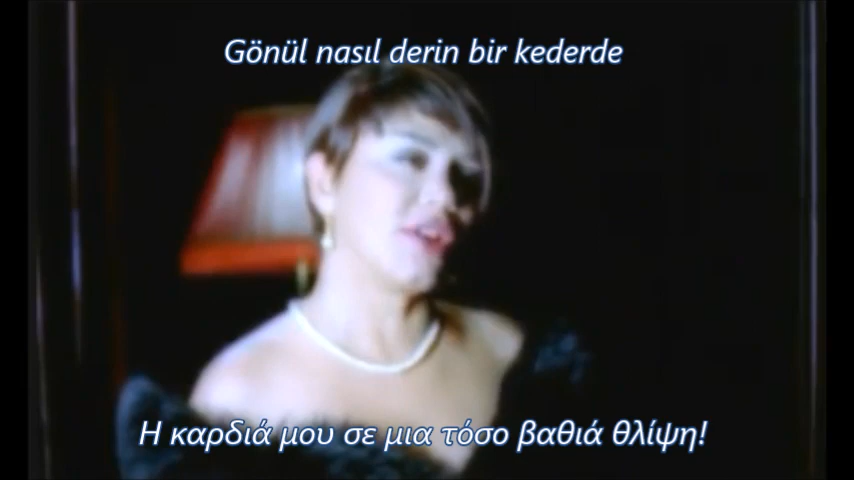 Gönül nasıl derin bir kederde
Η καρδιά μου σε μια τόσο βαθιά θλίψη!